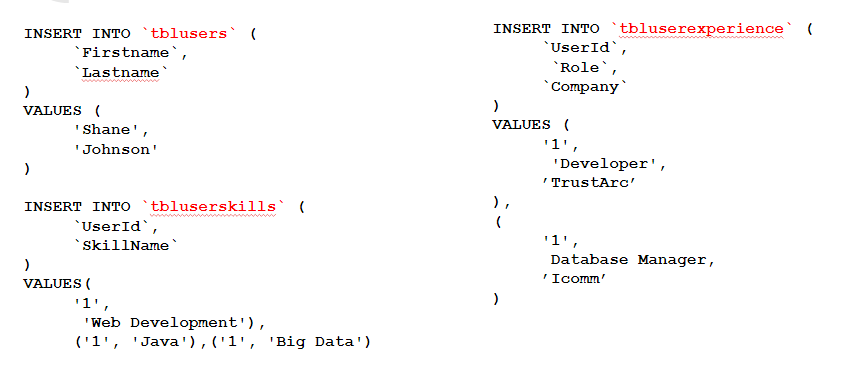 INSERT INTO `tblusers` (
`Firstname`,
`Lastname`
)
VALUES (
'Shane',
'Johnson'
)
INSERT INTO `tbluserskills` (
`UserId`,
`SkillName`
)
VALUES(
'1',
'Web Development'),
('1', 'Java'),('1', 'Big Data')
INSERT INTO `tbluserexperience` (
`UserId`,
`Role`,
`Company`
)
VALUES (
'1',
'Developer',
’TrustArc’
),
(
'1',
Database Manager,
’Icomm’
)